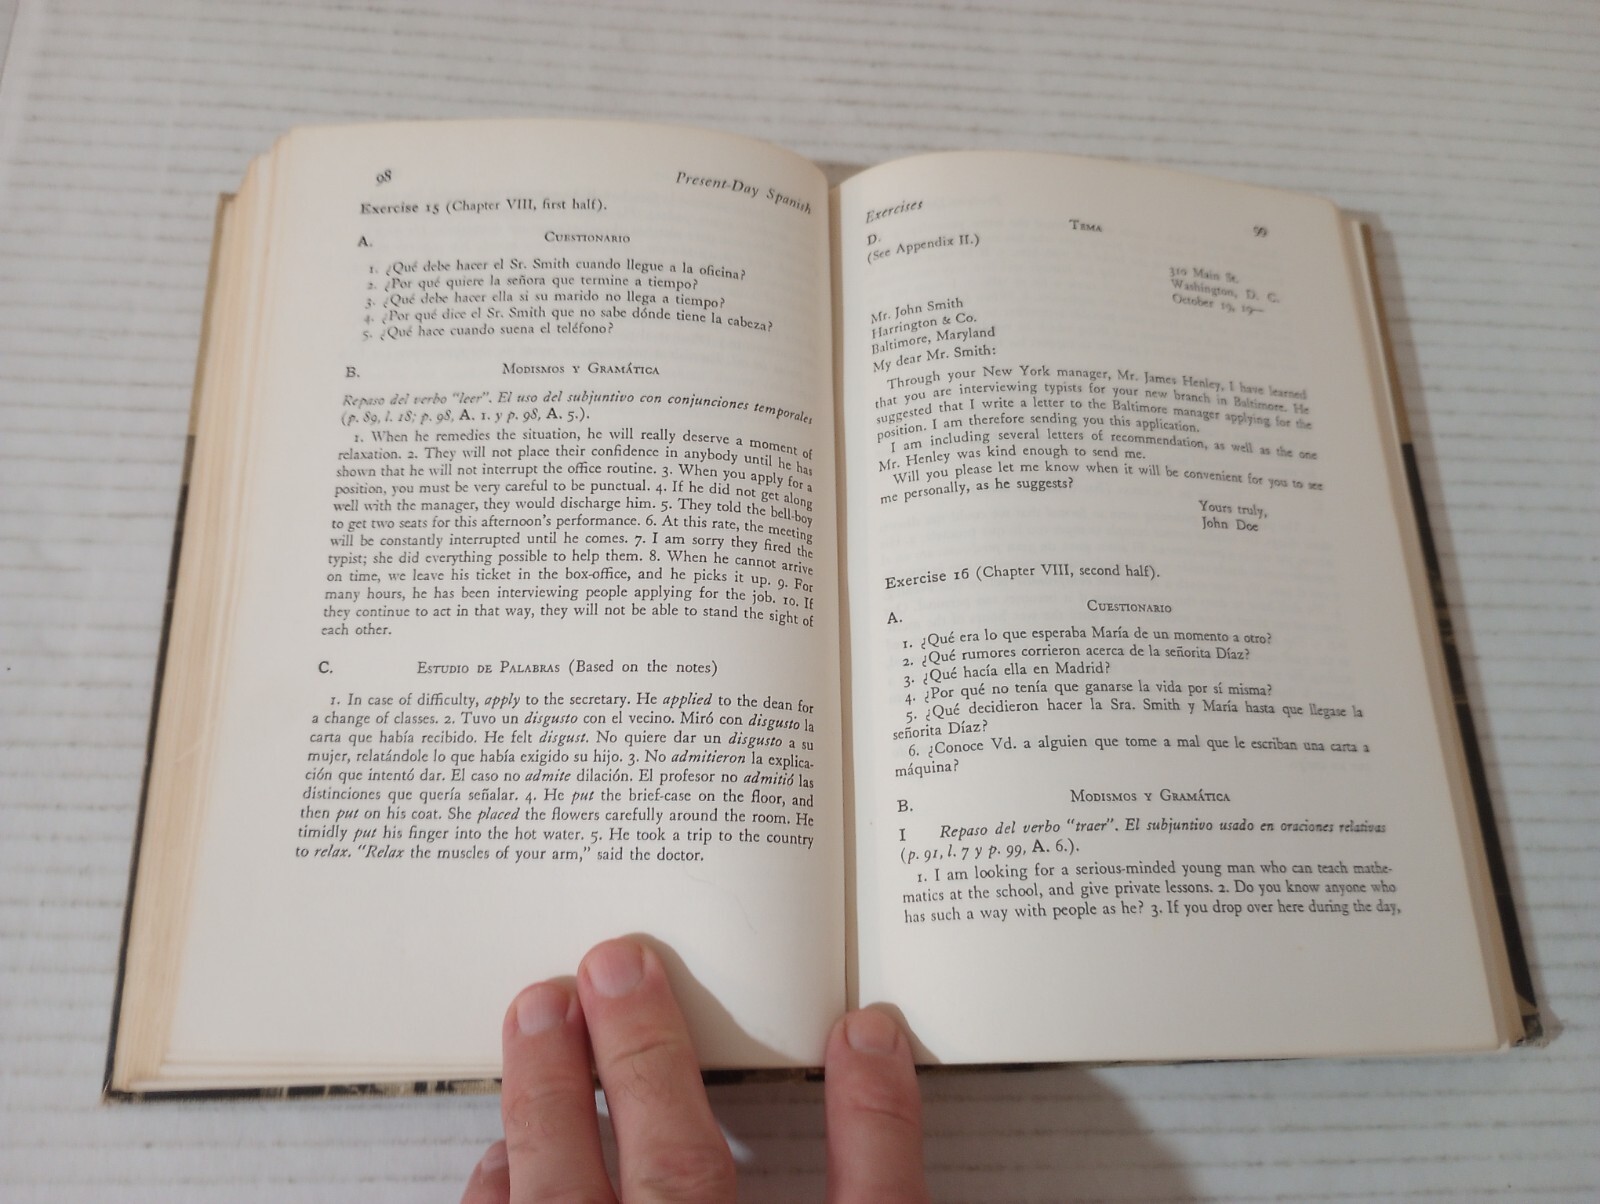 98
Present-Day Spanish
Exercise 15 (Chapter VIII, first half).
A. CUESTIONARIO
1. ¿Qué debe hacer el Sr. Smith cuando llegue a la oficina?
2. ¿Por qué quiere la señora que termine a tiempo?
3. ¿Qué debe hacer ella si su marido no llega a tiempo?
4. ¿Por qué dice el Sr. Smith que no sabe dónde tiene la cabeza?
5. ¿Qué hace cuando suena el teléfono?
B. MODISMOS Y GRAMÁTICA
Repaso del verbo "leer". El uso del subjuntivo con conjunciones temporales
(p. 89, l. 18; p. 98, A. 1. y p. 98, A. 5.).
1. When he remedies the situation, he will really deserve a moment of
relaxation. 2. They will not place their confidence in anybody until he has
shown that he will not interrupt the office routine. 3. When you apply for a
position, you must be very careful to be punctual. 4. If he did not get along
well with the manager, they would discharge him. 5. They told the bell-boy
to get two seats for this afternoon's performance. 6. At this rate, the meeting
will be constantly interrupted until he comes. 7. I am sorry they fired the
typist; she did everything possible to help them. 8. When he cannot arrive
on time, we leave his ticket in the box-office, and he picks it up. 9. For
many hours, he has been interviewing people applying for the job. 10. If
they continue to act in that way, they will not be able to stand the sight of
each other.
C. ESTUDIO DE PALABRAS (Based on the notes)
1. In case of difficulty, apply to the secretary. He applied to the dean for
a change of classes. 2. Tuvo un disgusto con el vecino. Miró con disgusto la
carta que había recibido. He felt disgust. No quiere dar un disgusto a su
mujer, relatándole lo que había exigido su hijo. 3. No admitieron la explica-
ción que intentó dar. El caso no admite dilación. El profesor no admitió las
distinciones que quería señalar. 4. He put the brief-case on the floor, and
then put on his coat. She placed the flowers carefully around the room. He
timidly put his finger into the hot water. 5. He took a trip to the country
to relax. "Relax the muscles of your arm," said the doctor.
Exercises
99
D. TEMA
(See Appendix II.)
310 Main St.
Washington, D. C.
October 19, 19—
Mr. John Smith
Harrington & Co.
Baltimore, Maryland
My dear Mr. Smith:
Through your New York manager, Mr. James Henley, I have learned
that you are interviewing typists for your new branch in Baltimore. He
suggested that I write a letter to the Baltimore manager applying for the
position. I am therefore sending you this application.
I am including several letters of recommendation, as well as the one
Mr. Henley was kind enough to send me.
Will you please let me know when it will be convenient for you to see
me personally, as he suggests?
Yours truly,
John Doe
Exercise 16 (Chapter VIII, second half).
A. CUESTIONARIO
1. ¿Qué era lo que esperaba María de un momento a otro?
2. ¿Qué rumores corrieron acerca de la señorita Díaz?
3. ¿Qué hacía ella en Madrid?
4. ¿Por qué no tenía que ganarse la vida por sí misma?
5. ¿Qué decidieron hacer la Sra. Smith y María hasta que llegase la
señorita Díaz?
6. ¿Conoce Vd. a alguien que tome a mal que le escriban una carta a
máquina?
B. MODISMOS Y GRAMÁTICA
I Repaso del verbo "traer". El subjuntivo usado en oraciones relativas
(p. 91, l. 7 y p. 99, A. 6.).
1. I am looking for a serious-minded young man who can teach mathe-
matics at the school, and give private lessons. 2. Do you know anyone who
has such a way with people as he? 3. If you drop over here during the day,